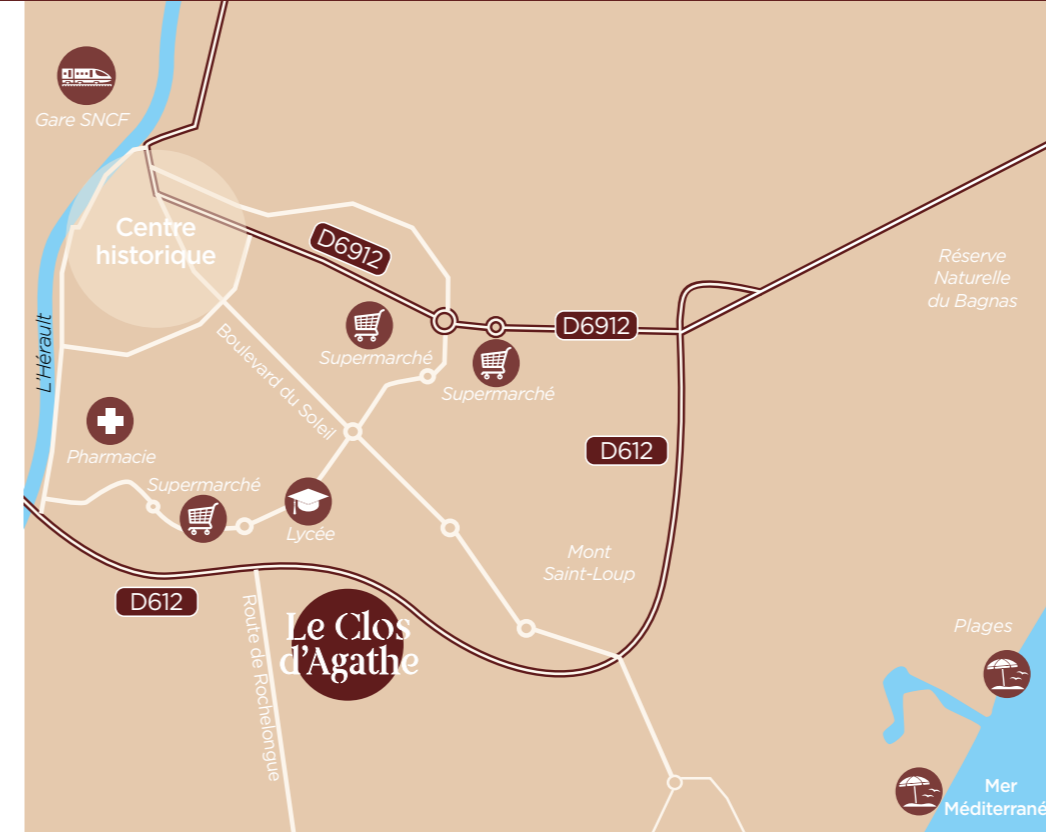 Gare SNCF
Centre
historique
D6912
Réserve
Naturelle
du Bagnas
D6912
L'Hérault
Boulevard du Soleil
Supermarché
Supermarché
Pharmacie
D612
Supermarché
Lycée
Mont
Saint-Loup
D612
Route de Rochelongue
Le Clos
d'Agathe
Plages
Mer
Méditerrané